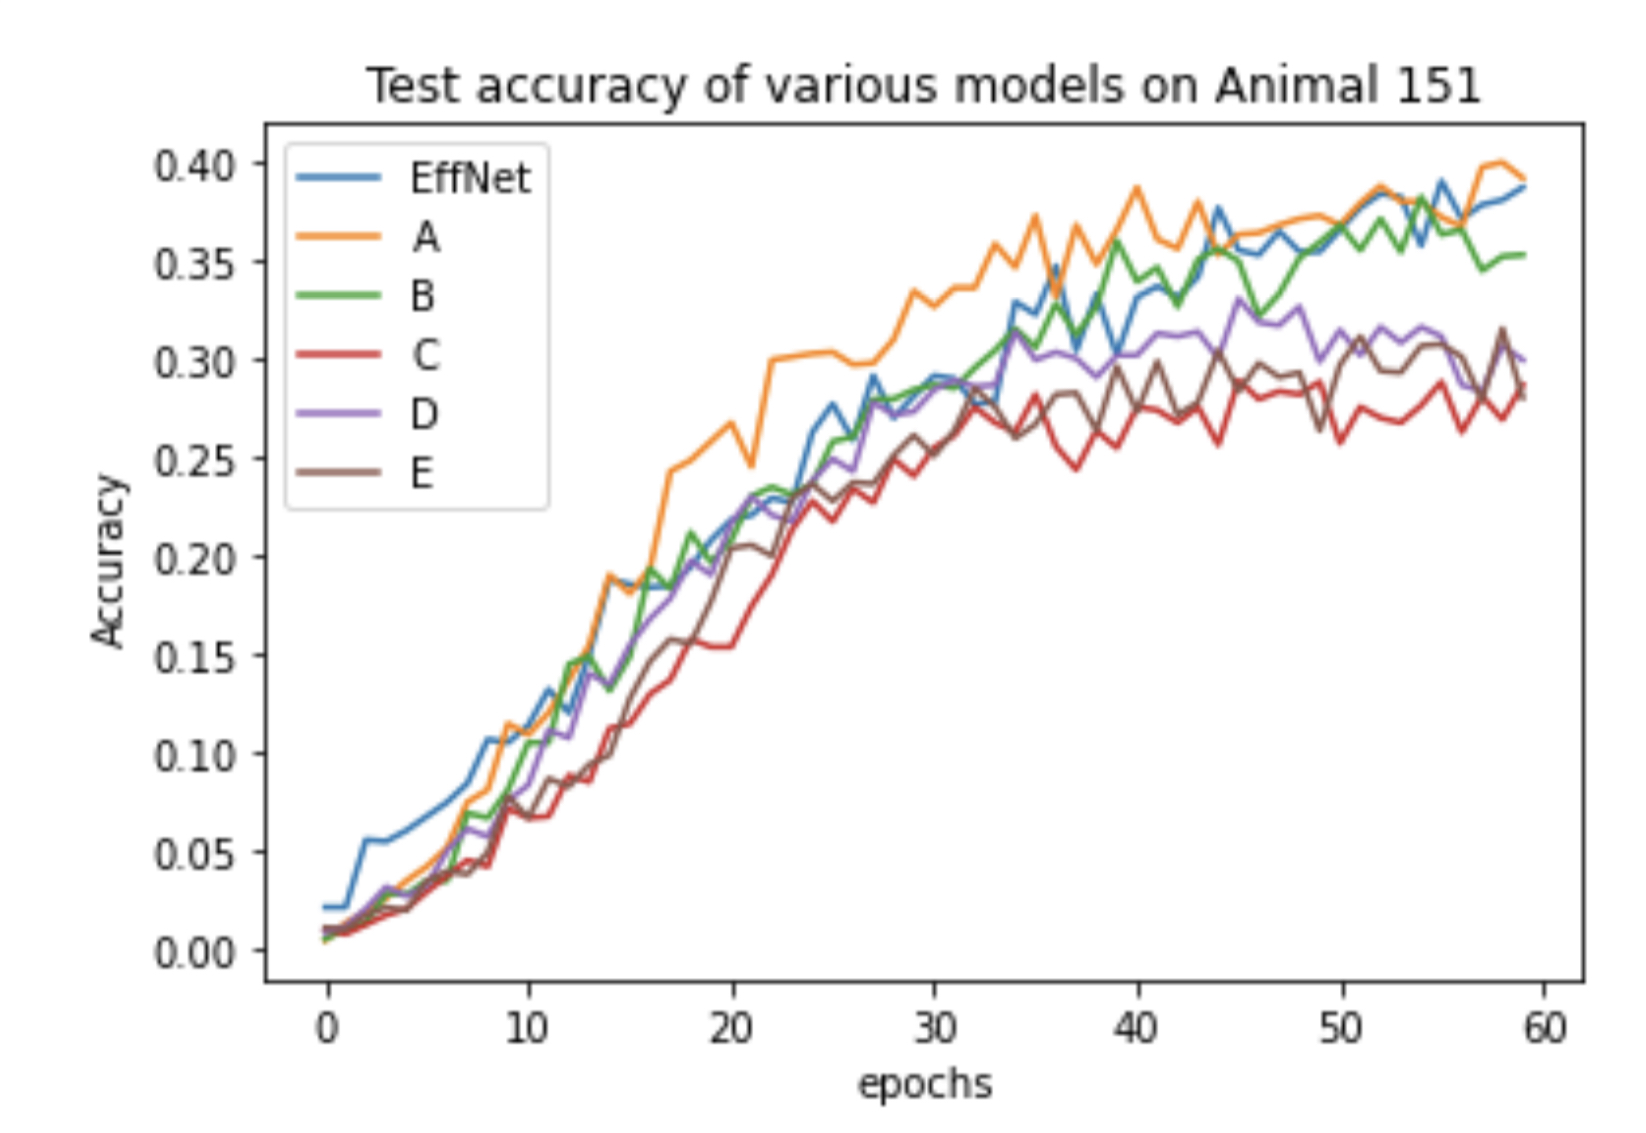 Test accuracy of various models on Animal 151
EffNet
A
B
C
D
E
0.40
0.35
0.30
0.25
0.20
0.15
0.10
0.05
0.00
Accuracy
0 10 20 30 40 50 60
epochs